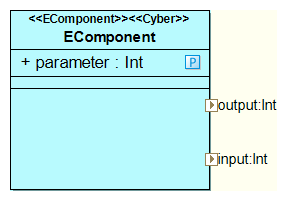 <<EComponent>><<Cyber>>
EComponent
+ parameter : Int P
output:Int
input:Int